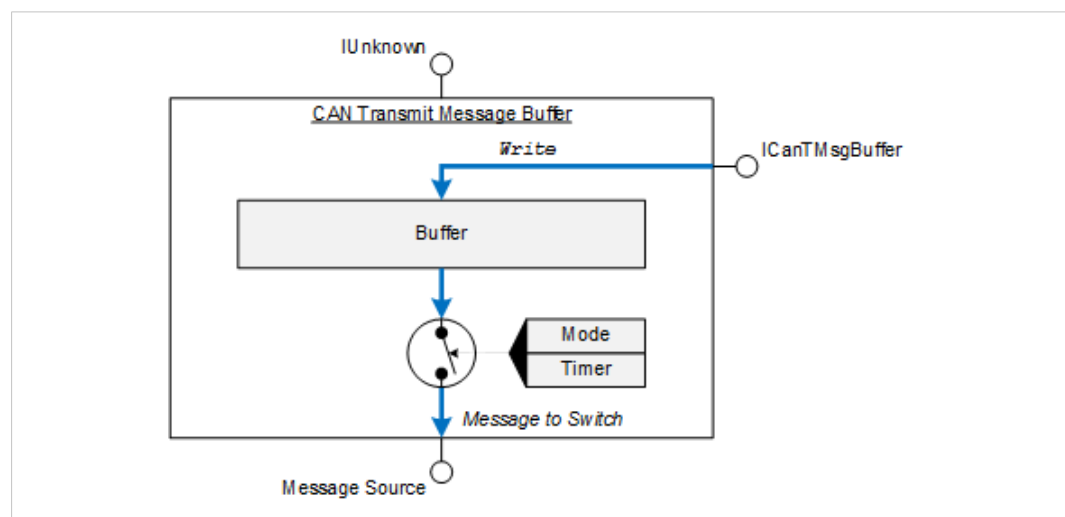 IUnknown
CAN Transmit Message Buffer
Write
ICanTMsgBuffer
Buffer
Mode
Timer
Message to Switch
Message Source